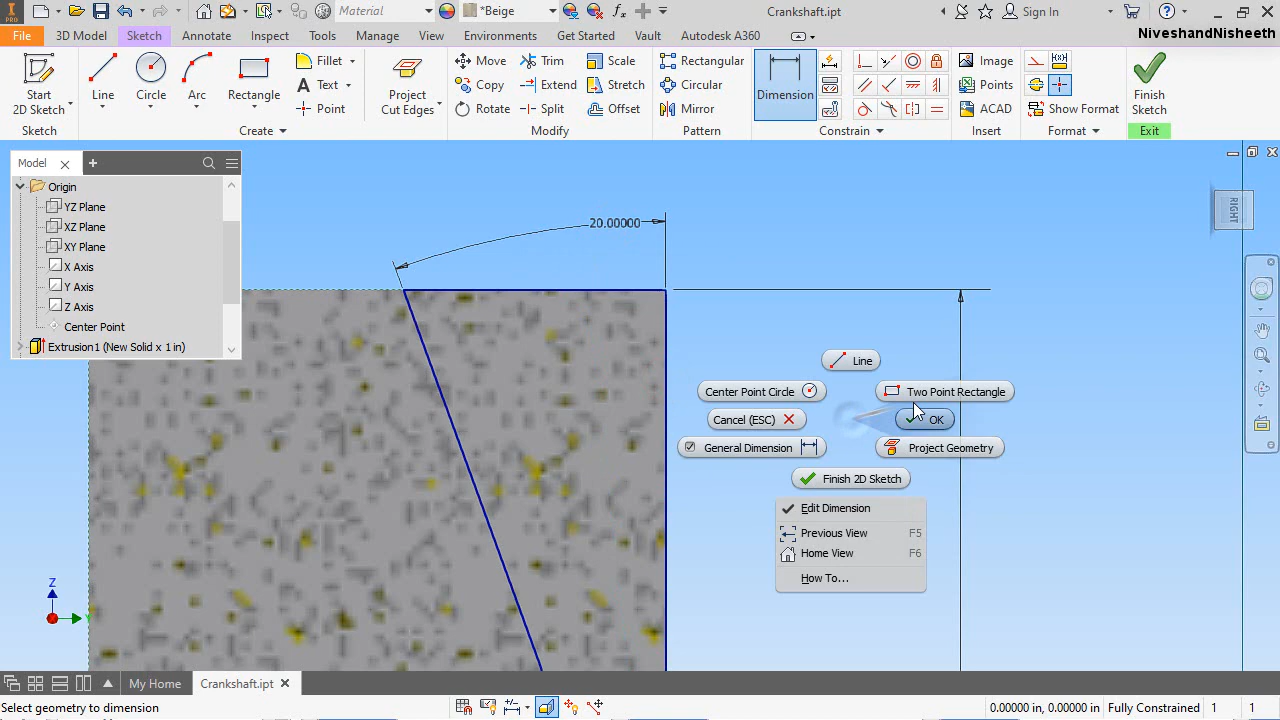 PRO
Material
*Beige
Crankshaft.ipt
Sign In
File
3D Model
Sketch
Annotate
Inspect
Tools
Manage
View
Environments
Get Started
Vault
Autodesk A360
NiveshandNisheeth
Start
2D Sketch
Line
Circle
Arc
Rectangle
Fillet
Text
Point
Project
Cut Edges
Move
Copy
Rotate
Trim
Extend
Split
Scale
Stretch
Offset
Rectangular
Circular
Mirror
Dimension
Image
Points
ACAD
Show Format
Finish
Sketch
Sketch
Create
Modify
Pattern
Constrain
Insert
Format
Exit
Model
Origin
YZ Plane
XZ Plane
XY Plane
X Axis
Y Axis
Z Axis
Center Point
Extrusion1 (New Solid x 1 in)
20.00000
RIGHT
Line
Center Point Circle
Two Point Rectangle
Cancel (ESC)
OK
General Dimension
Project Geometry
Finish 2D Sketch
Edit Dimension
Previous View F5
Home View F6
How To...
Z
Y
My Home
Crankshaft.ipt
Select geometry to dimension
0.00000 in, 0.00000 in
Fully Constrained
1
1